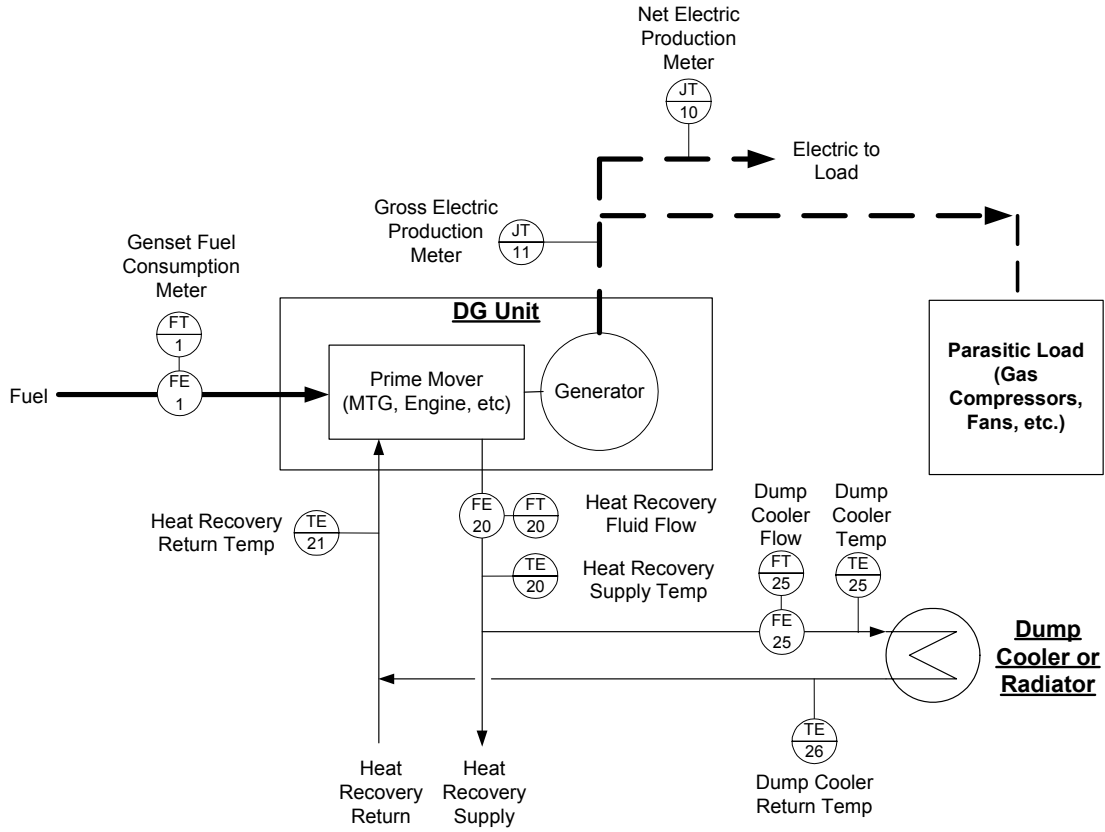 Net Electric
Production
Meter
JT
10
Electric to
Load
Gross Electric
Production
Meter
JT
11
Genset Fuel
Consumption
Meter
FT
1
FE
1
Fuel
DG Unit
Prime Mover
(MTG, Engine, etc)
Generator
Parasitic Load
(Gas
Compressors,
Fans, etc.)
Heat Recovery
Return Temp
TE
21
FE
20
FT
20
Heat Recovery
Fluid Flow
TE
20
Heat Recovery
Supply Temp
Dump
Cooler
Flow
FT
25
FE
25
Dump
Cooler
Temp
TE
25
Dump
Cooler or
Radiator
TE
26
Dump Cooler
Return Temp
Heat
Recovery
Return
Heat
Recovery
Supply